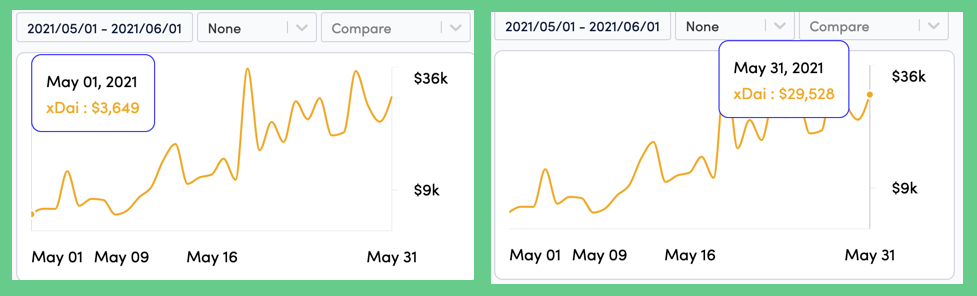 2021/05/01 - 2021/06/01 None Compare
May 01, 2021
xDai : $3,649
$36k
$9k
May 01 May 09 May 16 May 31
2021/05/01 - 2021/06/01 None Compare
May 31, 2021
xDai : $29,528
$36k
$9k
May 01 May 09 May 16 May 31